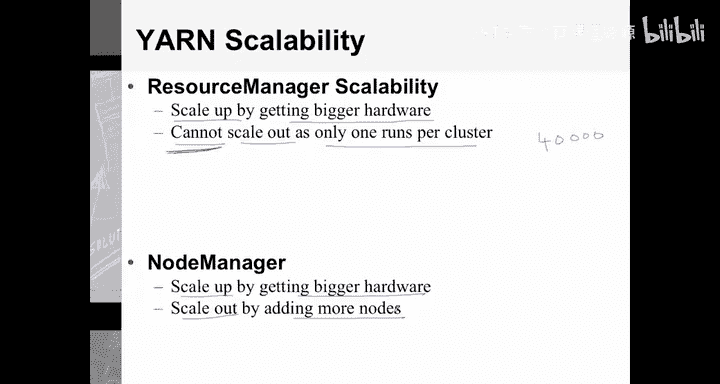 YARN Scalability
bilibili
• ResourceManager Scalability
– Scale up by getting bigger hardware
– Cannot scale out as only one runs per cluster
40000
• NodeManager
– Scale up by getting bigger hardware
– Scale out by adding more nodes